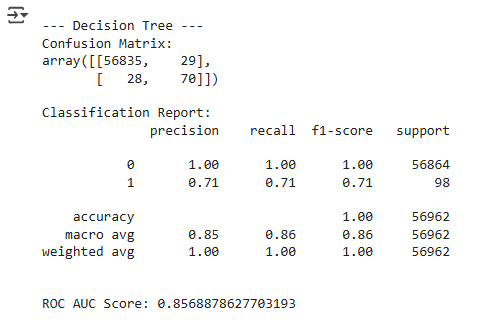 --- Decision Tree ---
Confusion Matrix:
array([[56835,    29],
       [   28,    70]])
Classification Report:
              precision    recall  f1-score   support
           0       1.00      1.00      1.00     56864
           1       0.71      0.71      0.71        98
    accuracy                           1.00     56962
   macro avg       0.85      0.86      0.86     56962
weighted avg       1.00      1.00      1.00     56962
ROC AUC Score: 0.8568878627703193